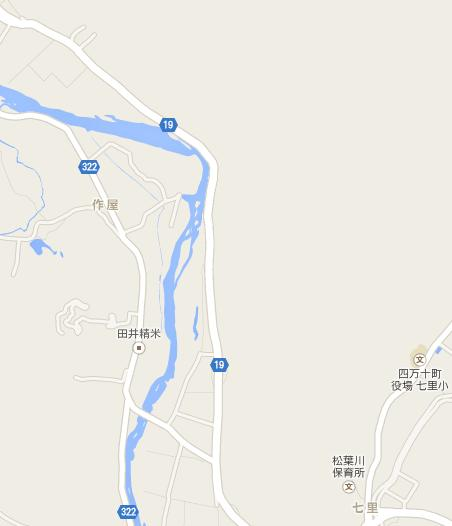 19
322
作屋
田井精米
19
四万十町
役場 七里小
松葉川
保育所
七里
322